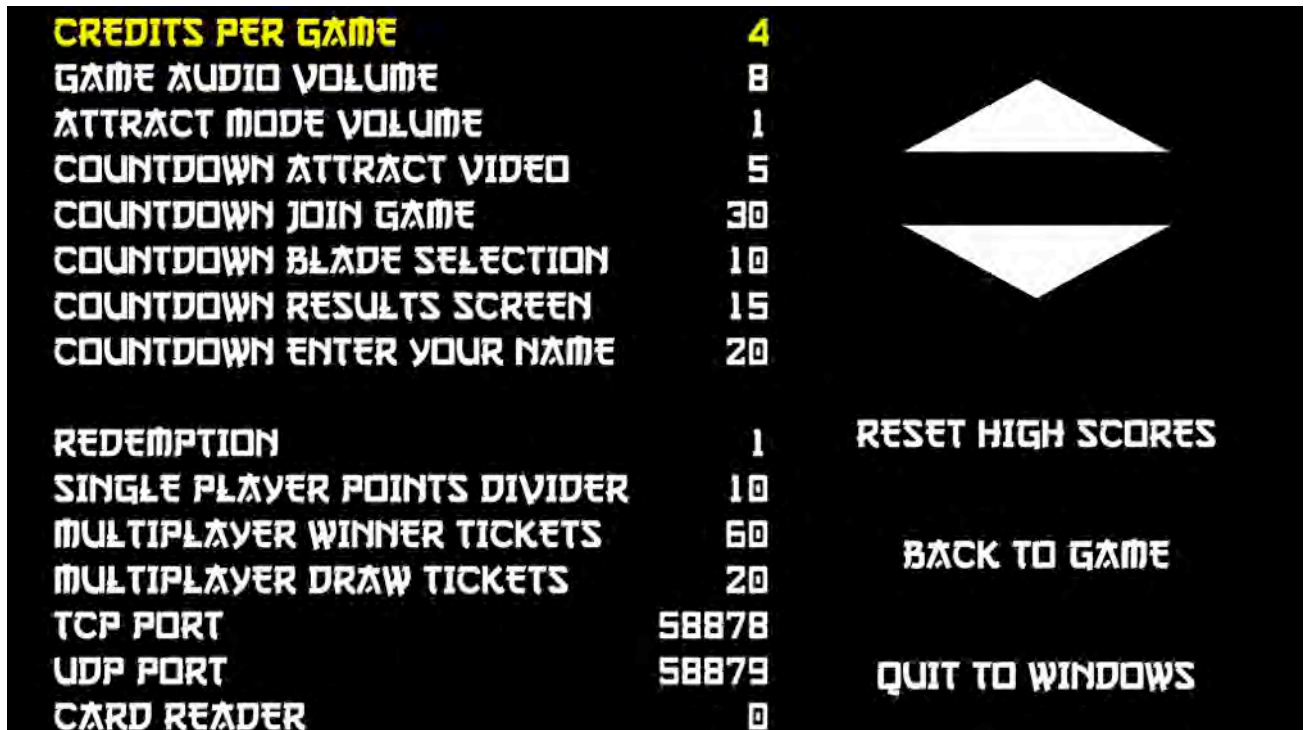 CREDITS PER GAME 4
GAME AUDIO VOLUME 8
ATTRACT MODE VOLUME 1
COUNTDOWN ATTRACT VIDEO 5
COUNTDOWN JOIN GAME 30
COUNTDOWN BLADE SELECTION 10
COUNTDOWN RESULTS SCREEN 15
COUNTDOWN ENTER YOUR NAME 20
REDEMPTION 1
SINGLE PLAYER POINTS DIVIDER 10
MULTIPLAYER WINNER TICKETS 60
MULTIPLAYER DRAW TICKETS 20
TCP PORT 58878
UDP PORT 58879
CARD READER 0
RESET HIGH SCORES
BACK TO GAME
QUIT TO WINDOWS